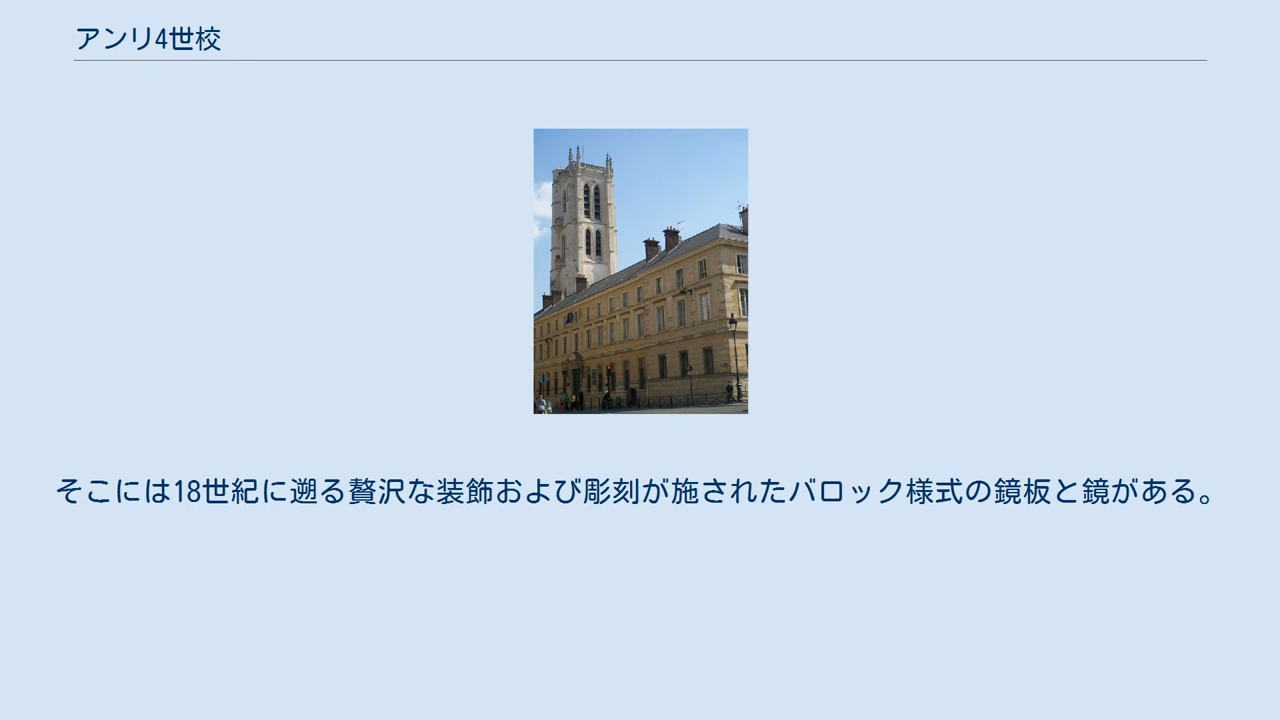 アンリ4世校
そこには18世紀に遡る贅沢な装飾および彫刻が施されたバロック様式の鏡板と鏡がある。